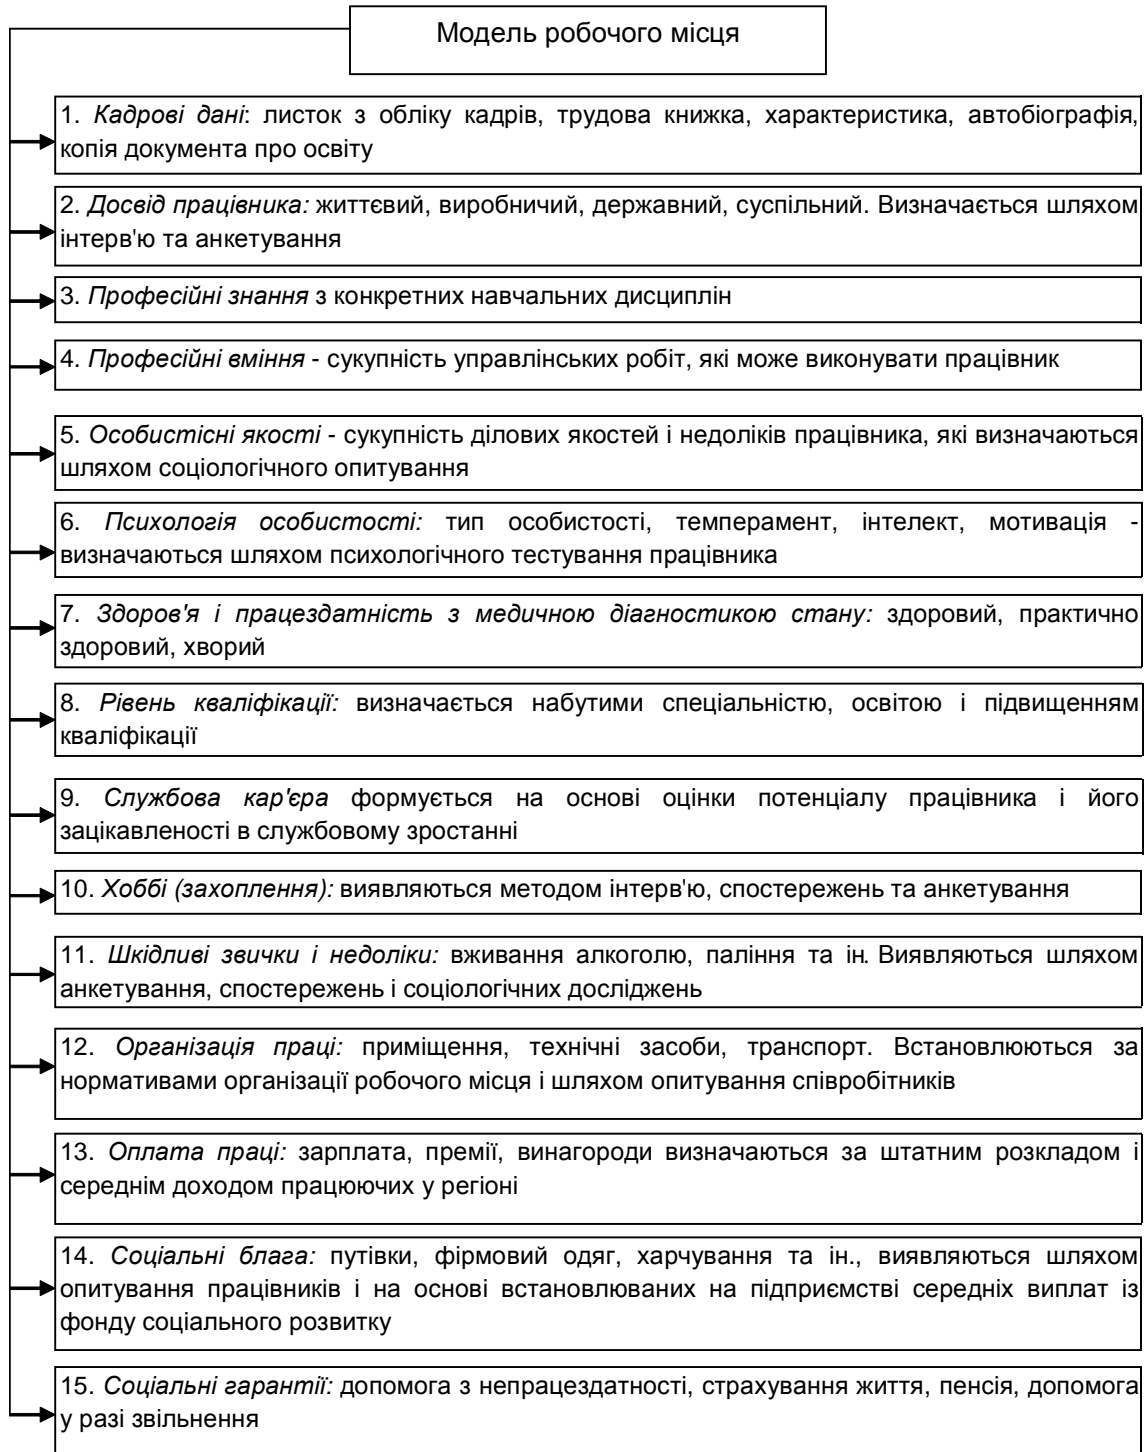 Модель робочого місця
1. Кадрові дані: листок з обліку кадрів, трудова книжка, характеристика, автобіографія,
копія документа про освіту
2. Досвід працівника: життєвий, виробничий, державний, суспільний. Визначається шляхом
інтерв'ю та анкетування
3. Професійні знання з конкретних навчальних дисциплін
4. Професійні вміння - сукупність управлінських робіт, які може виконувати працівник
5. Особистісні якості - сукупність ділових якостей і недоліків працівника, які визначаються
шляхом соціологічного опитування
6. Психологія особистості: тип особистості, темперамент, інтелект, мотивація -
визначаються шляхом психологічного тестування працівника
7. Здоров'я і працездатність з медичною діагностикою стану: здоровий, практично
здоровий, хворий
8. Рівень кваліфікації: визначається набутими спеціальністю, освітою і підвищенням
кваліфікації
9. Службова кар'єра формується на основі оцінки потенціалу працівника і його
зацікавленості в службовому зростанні
10. Хоббі (захоплення): виявляються методом інтерв'ю, спостережень та анкетування
11. Шкідливі звички і недоліки: вживання алкоголю, паління та ін. Виявляються шляхом
анкетування, спостережень і соціологічних досліджень
12. Організація праці: приміщення, технічні засоби, транспорт. Встановлюються за
нормативами організації робочого місця і шляхом опитування співробітників
13. Оплата праці: зарплата, премії, винагороди визначаються за штатним розкладом і
середнім доходом працюючих у регіоні
14. Соціальні блага: путівки, фірмовий одяг, харчування та ін., виявляються шляхом
опитування працівників і на основі встановлюваних на підприємстві середніх виплат із
фонду соціального розвитку
15. Соціальні гарантії: допомога з непрацездатності, страхування життя, пенсія, допомога
у разі звільнення